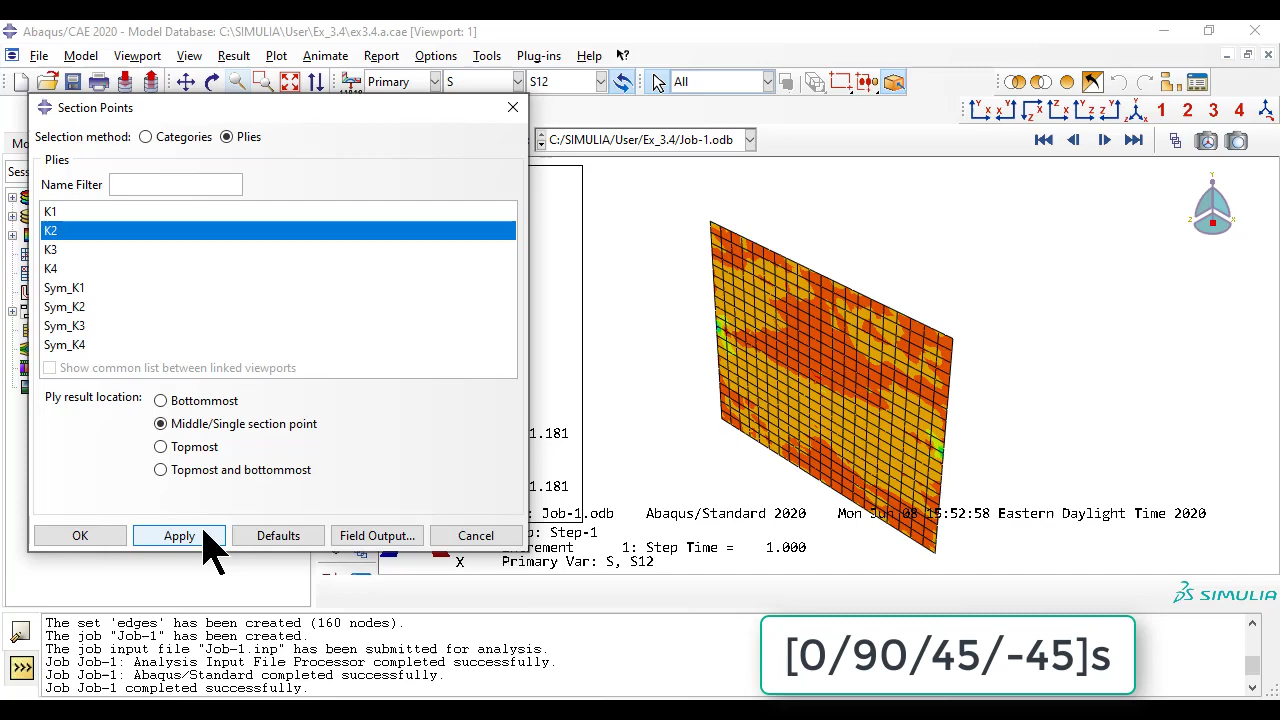 Abaqus/CAE 2020 - Model Database: C:\SIMULIA\User\Ex_3.4\ex3.4.a.cae [Viewport: 1]
File Model Viewport View Result Plot Animate Report Options Tools Plug-ins Help
Primary S S12 All
1 2 3 4
Section Points
Selection method: Categories Plies
C:/SIMULIA/User/Ex_3.4/Job-1.odb
Plies
Name Filter
K1
K2
K3
K4
Sym_K1
Sym_K2
Sym_K3
Sym_K4
Show common list between linked viewports
Ply result location: Bottommost
Middle/Single section point
Topmost
Topmost and bottommost
OK Apply Defaults Field Output... Cancel
Y
Z X
1.181
1.181
: Job-1.odb Abaqus/Standard 2020 Mon Jun 08 15:52:58 Eastern Daylight Time 2020
p: Step-1
Increment 1: Step Time = 1.000
X Primary Var: S, S12
SIMULIA
The set 'edges' has been created (160 nodes).
The job "Job-1" has been created.
The job input file "Job-1.inp" has been submitted for analysis.
Job Job-1: Analysis Input File Processor completed successfully.
Job Job-1: Abaqus/Standard completed successfully.
Job Job-1 completed successfully.
[0/90/45/-45]s